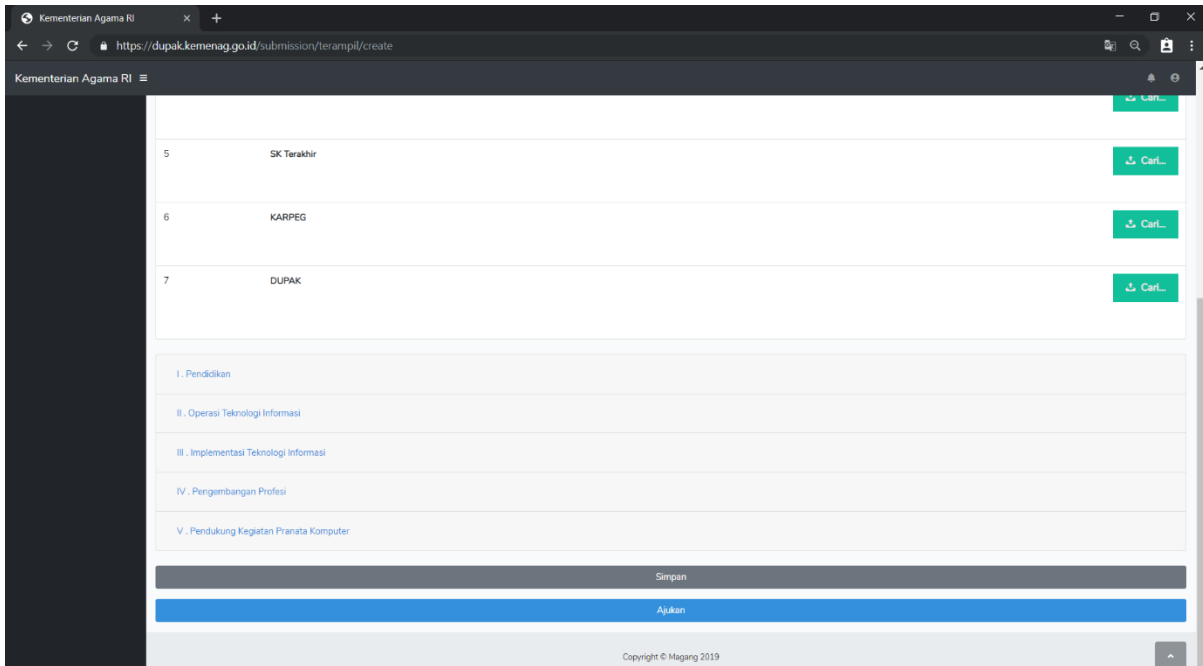 Kementerian Agama RI
https://dupak.kemenag.go.id/submission/terampil/create
Kementerian Agama RI
Cari...
5 SK Terakhir Cari...
6 KARPEG Cari...
7 DUPAK Cari...
I . Pendidikan
II . Operasi Teknologi Informasi
III . Implementasi Teknologi Informasi
IV . Pengembangan Profesi
V . Pendukung Kegiatan Pranata Komputer
Simpan
Ajukan
Copyright © Magang 2019